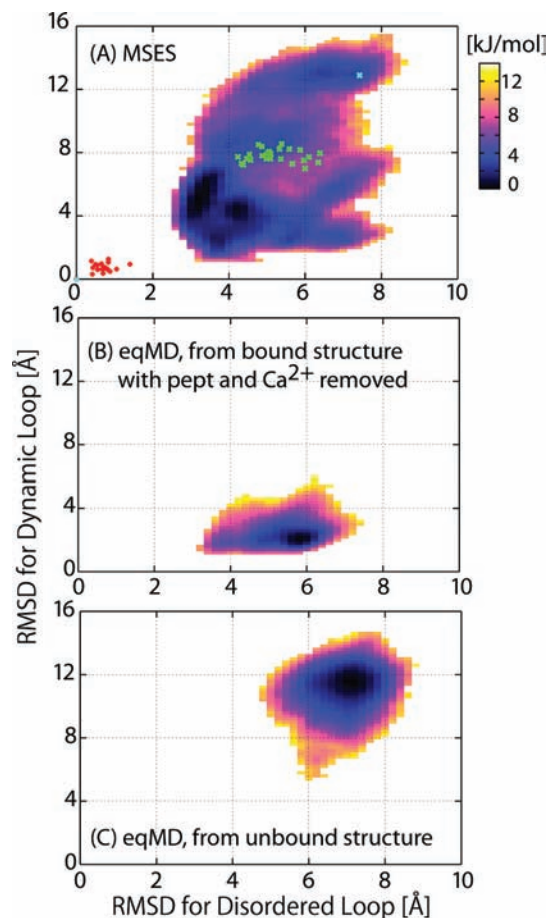 16
(A) MSES
[kJ/mol]
12
12
8
8
4
4
0
0
0 2 4 6 8 10
16
(B) eqMD, from bound structure
with pept and Ca2+ removed
12
8
4
0
0 2 4 6 8 10
16
12
8
4
(C) eqMD, from unbound structure
0
0 2 4 6 8 10
RMSD for Dynamic Loop [Å]
RMSD for Disordered Loop [Å]